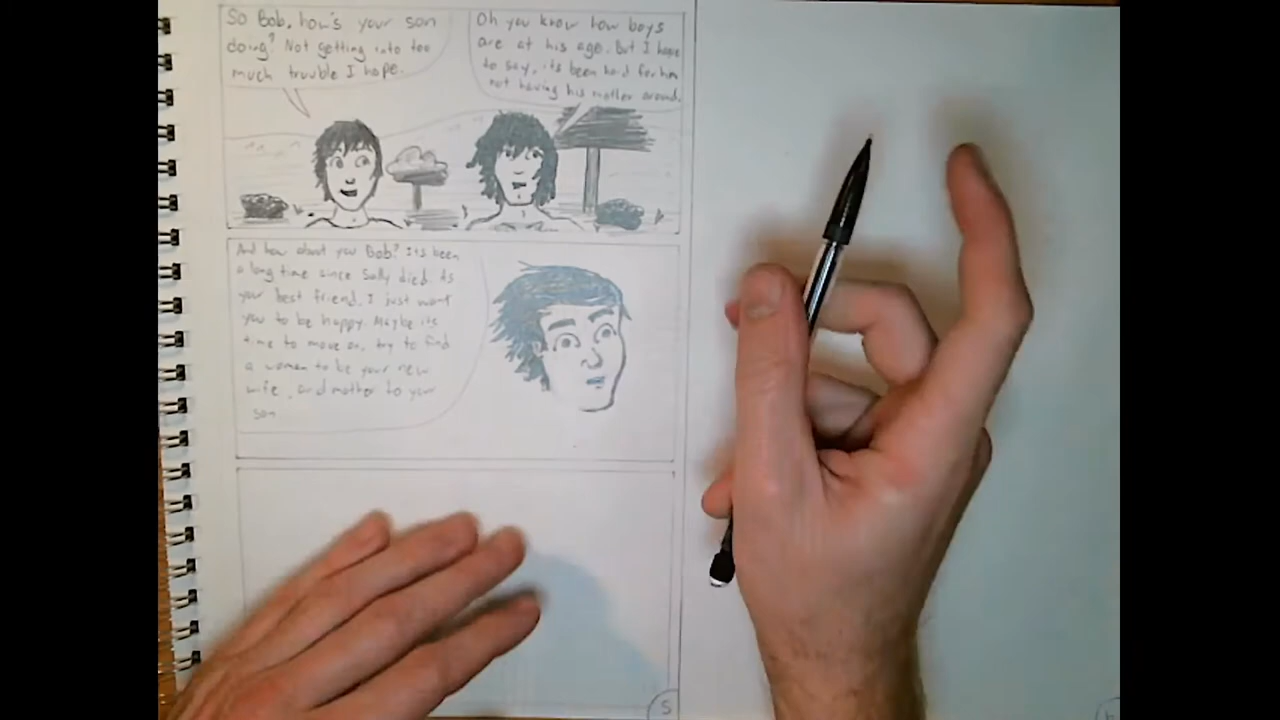 So Bob, how's your son
doing? Not getting into too
much trouble I hope.
Oh you know how boys
are at his age. But I have
to say, its been hard for him
not having his mother around.
And how about you Bob? Its been
a long time since Sally died. As
your best friend, I just want
you to be happy. Maybe its
time to move on, try to find
a woman to be your new
wife, and mother to your
son
5